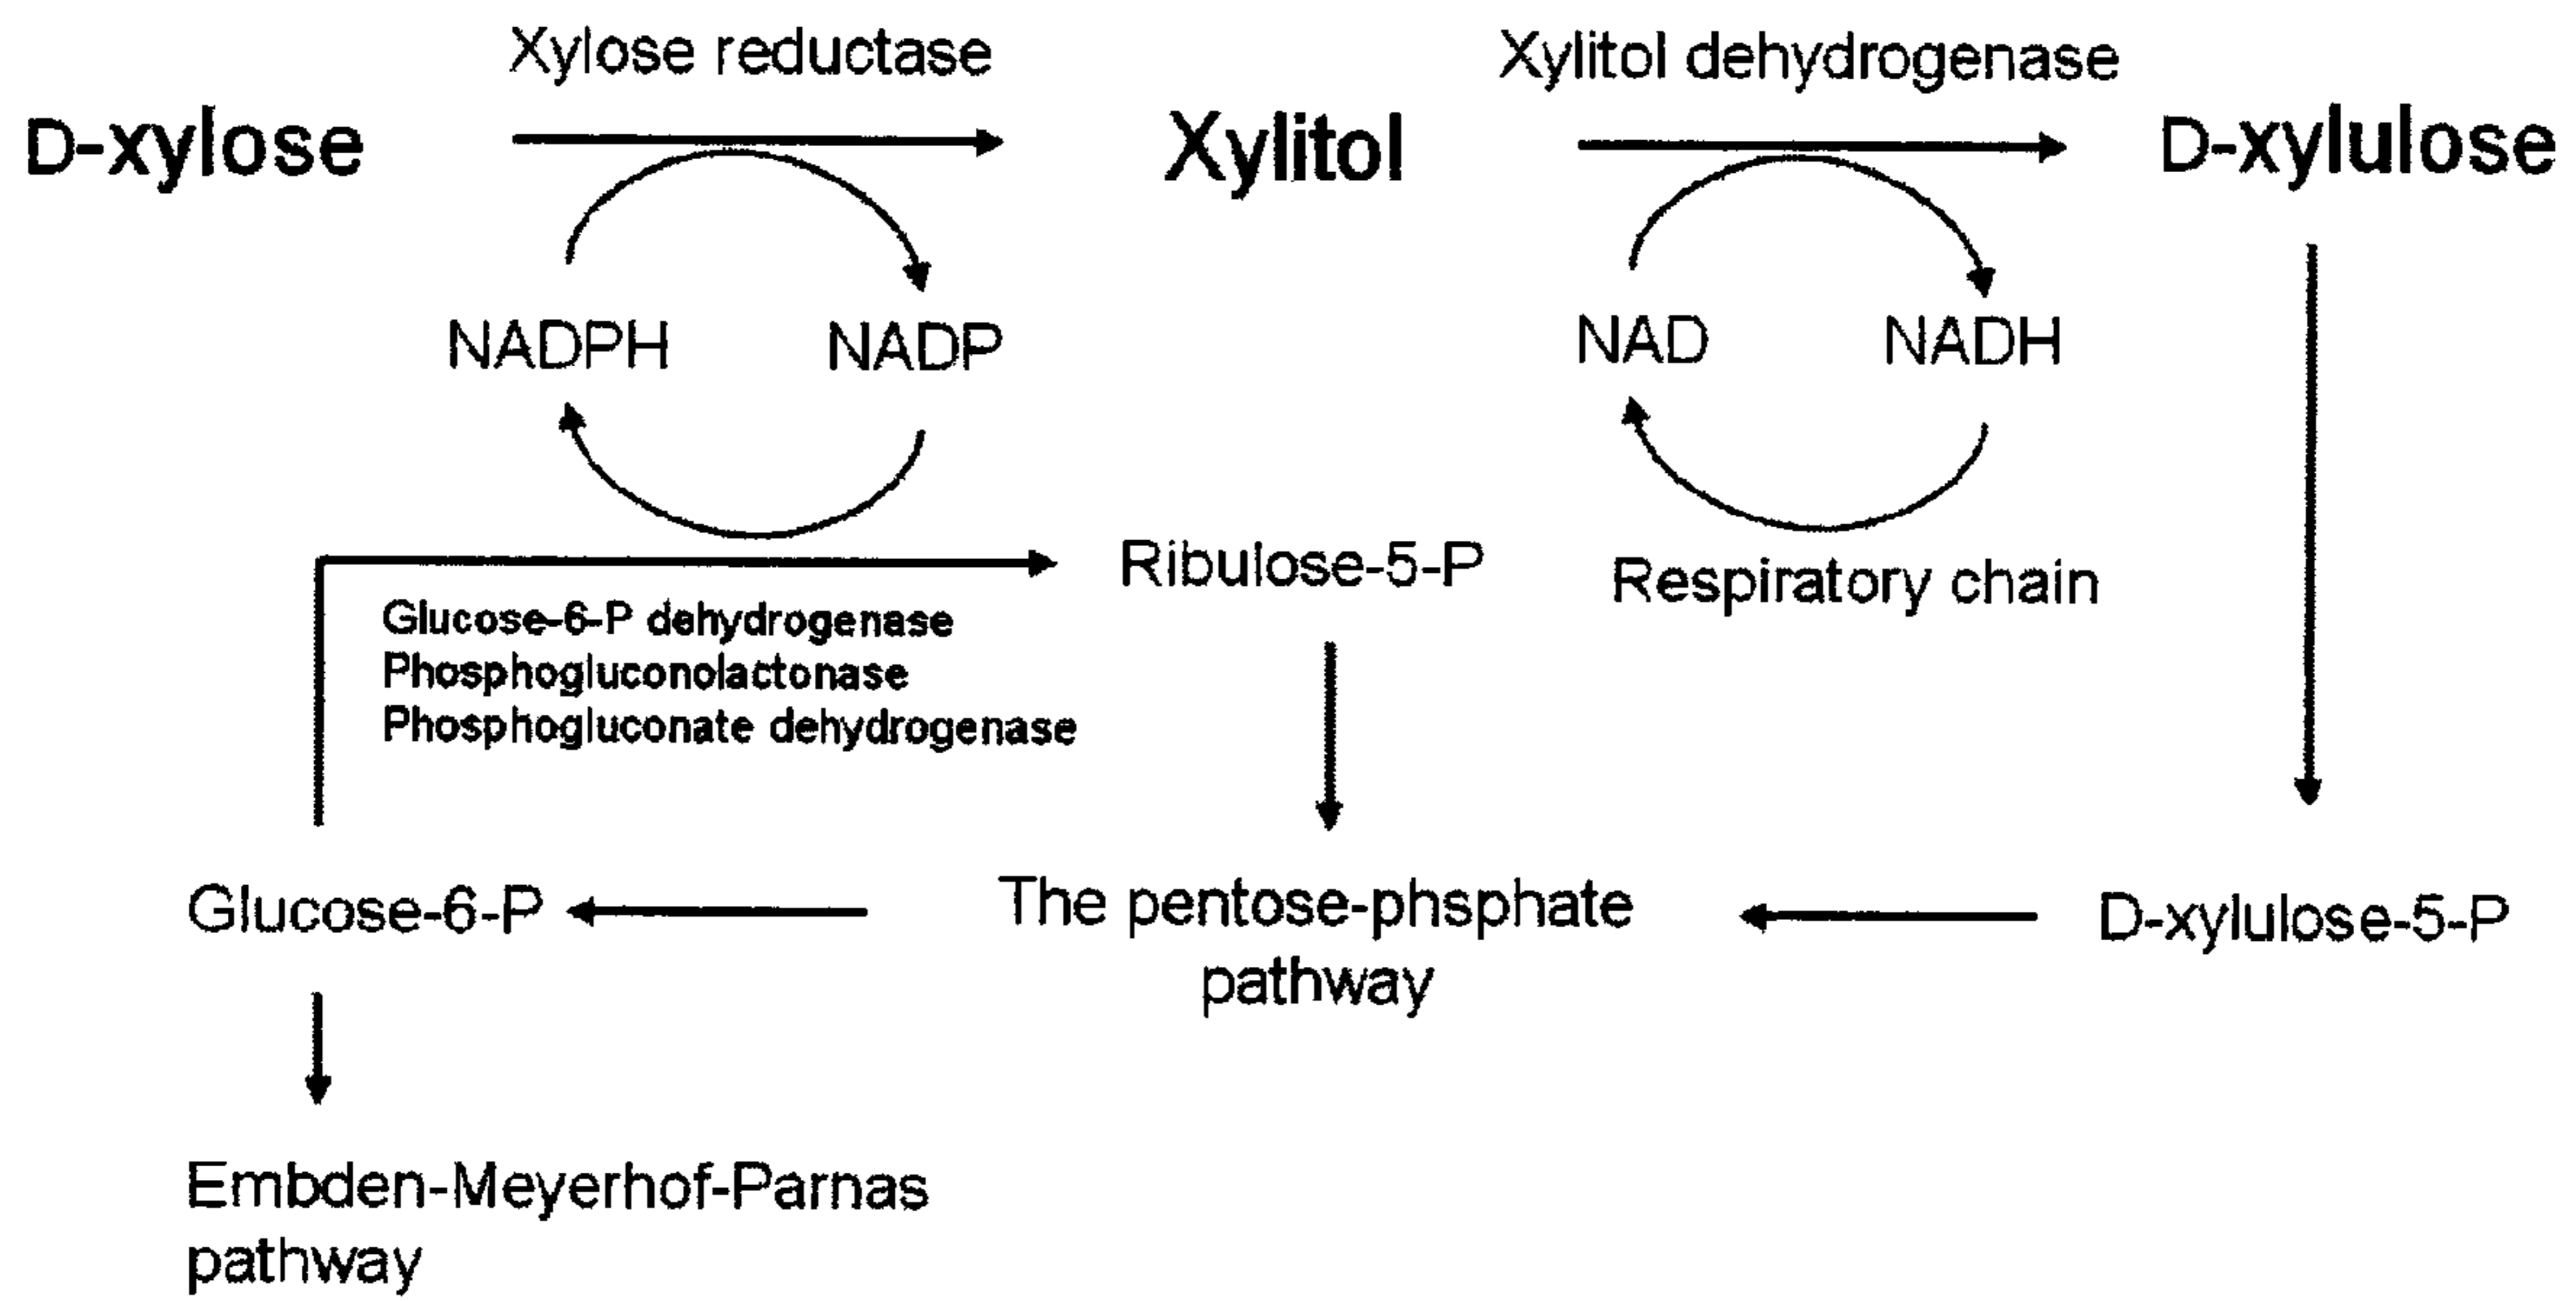 Xylose reductase
Xylitol dehydrogenase
D-xylose
Xylitol
D-xylulose
NADPH
NADP
NAD
NADH
Ribulose-5-P
Respiratory chain
Glucose-6-P dehydrogenase
Phosphogluconolactonase
Phosphogluconate dehydrogenase
Glucose-6-P
The pentose-phsphate
pathway
D-xylulose-5-P
Embden-Meyerhof-Parnas
pathway